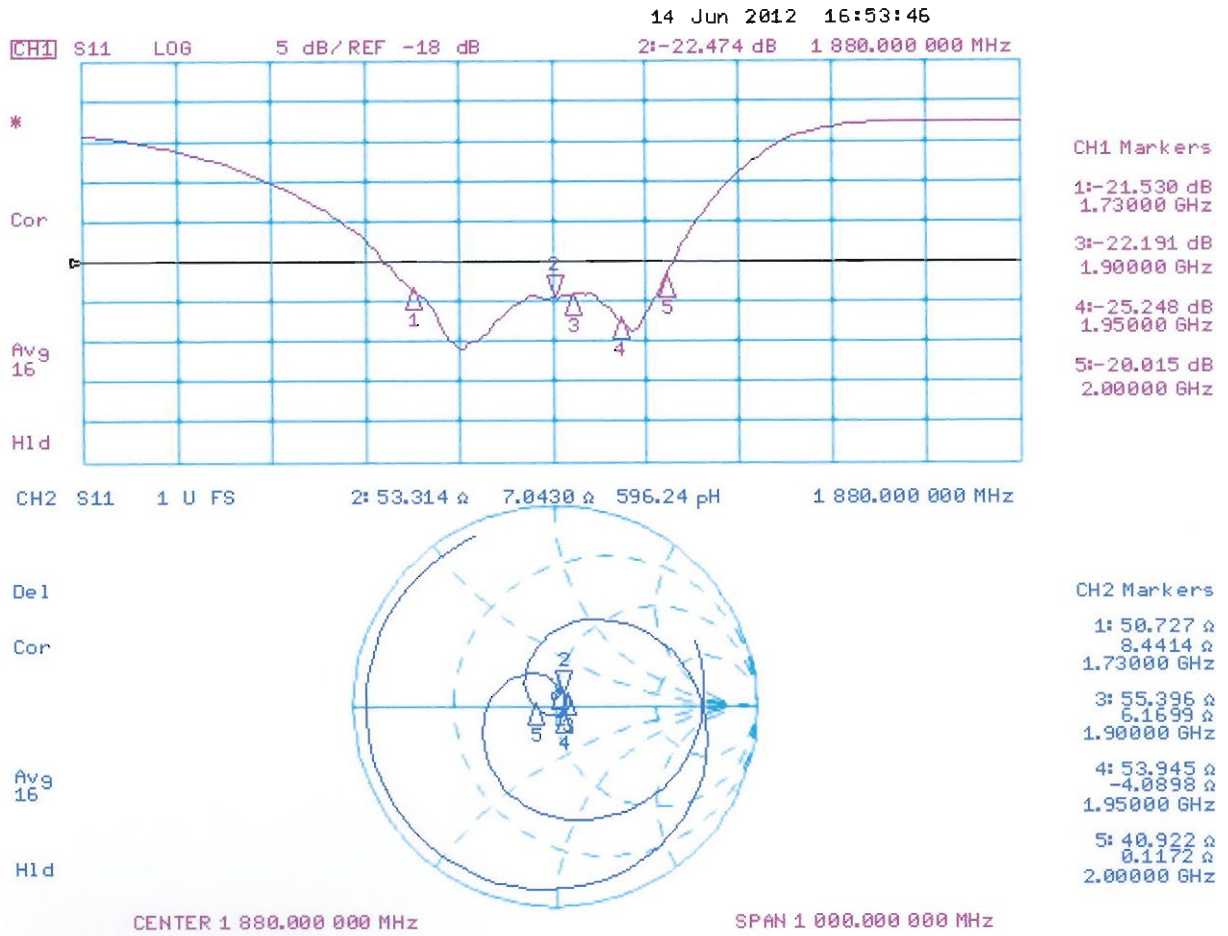 14 Jun 2012 16:53:46
CH1 S11 LOG 5 dB/REF -18 dB 2:-22.474 dB 1 880.000 000 MHz
*
CH1 Markers
1:-21.530 dB
1.73000 GHz
Cor
3:-22.191 dB
1.90000 GHz
4:-25.248 dB
1.95000 GHz
5:-20.015 dB
2.00000 GHz
1
2
3
4
5
Avg
16
Hld
CH2 S11 1 U FS 2: 53.314 Ω 7.0430 Ω 596.24 pH 1 880.000 000 MHz
Del
CH2 Markers
Cor
1: 50.727 Ω
8.4414 Ω
1.73000 GHz
3: 55.396 Ω
6.1699 Ω
1.90000 GHz
4: 53.945 Ω
-4.0898 Ω
1.95000 GHz
5: 40.922 Ω
0.1172 Ω
2.00000 GHz
2
5
4
Avg
16
Hld
CENTER 1 880.000 000 MHz SPAN 1 000.000 000 MHz